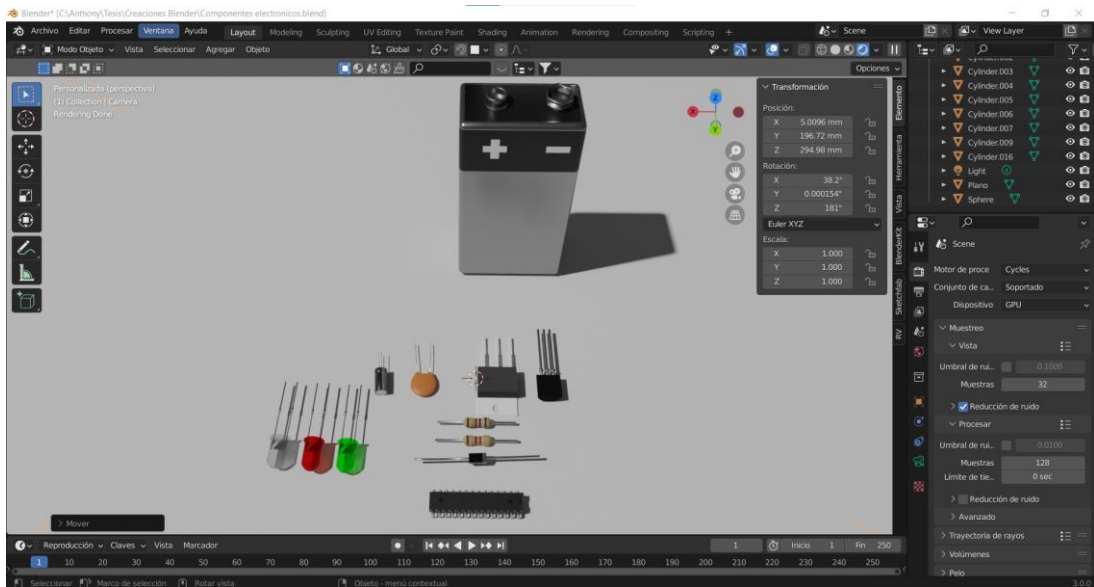 Blender* [C:\Anthony\Tesis\Creaciones Blender\Componentes electronicos.blend]
Archivo Editar Procesar Ventana Ayuda Layout Modeling Sculpting UV Editing Texture Paint Shading Animation Rendering Compositing Scripting + Scene View Layer
Modo Objeto Vista Seleccionar Agregar Objeto Global
Opciones
Personalizada (perspectiva)
(1) Collection | Camera
Rendering Done
Transformación
Posición:
X 5.0096 mm
Y 196.72 mm
Z 294.98 mm
Rotación:
X 38.2°
Y 0.000154°
Z 181°
Euler XYZ
Escala:
X 1.000
Y 1.000
Z 1.000
Z
X
Y
Elemento
Herramienta
Vista
BlenderKit
Sketchfab
RV
Cylinder.003
Cylinder.004
Cylinder.005
Cylinder.006
Cylinder.007
Cylinder.009
Cylinder.016
Light
Plano
Sphere
Scene
Motor de proce Cycles
Conjunto de ca... Soportado
Dispositivo GPU
Muestreo
Vista
Umbral de rui... 0.1000
Muestras 32
Reducción de ruido
Procesar
Umbral de rui... 0.0100
Muestras 128
Límite de tie... 0 sec
Reducción de ruido
Avanzado
Trayectoria de rayos
Volúmenes
Pelo
> Mover
Reproducción Claves Vista Marcador 1 Inicio 1 Fin 250
1 10 20 30 40 50 60 70 80 90 100 110 120 130 140 150 160 170 180 190 200 210 220 230 240 250
Seleccionar Marco de selección Rotar vista Objeto - menú contextual 3.0.0